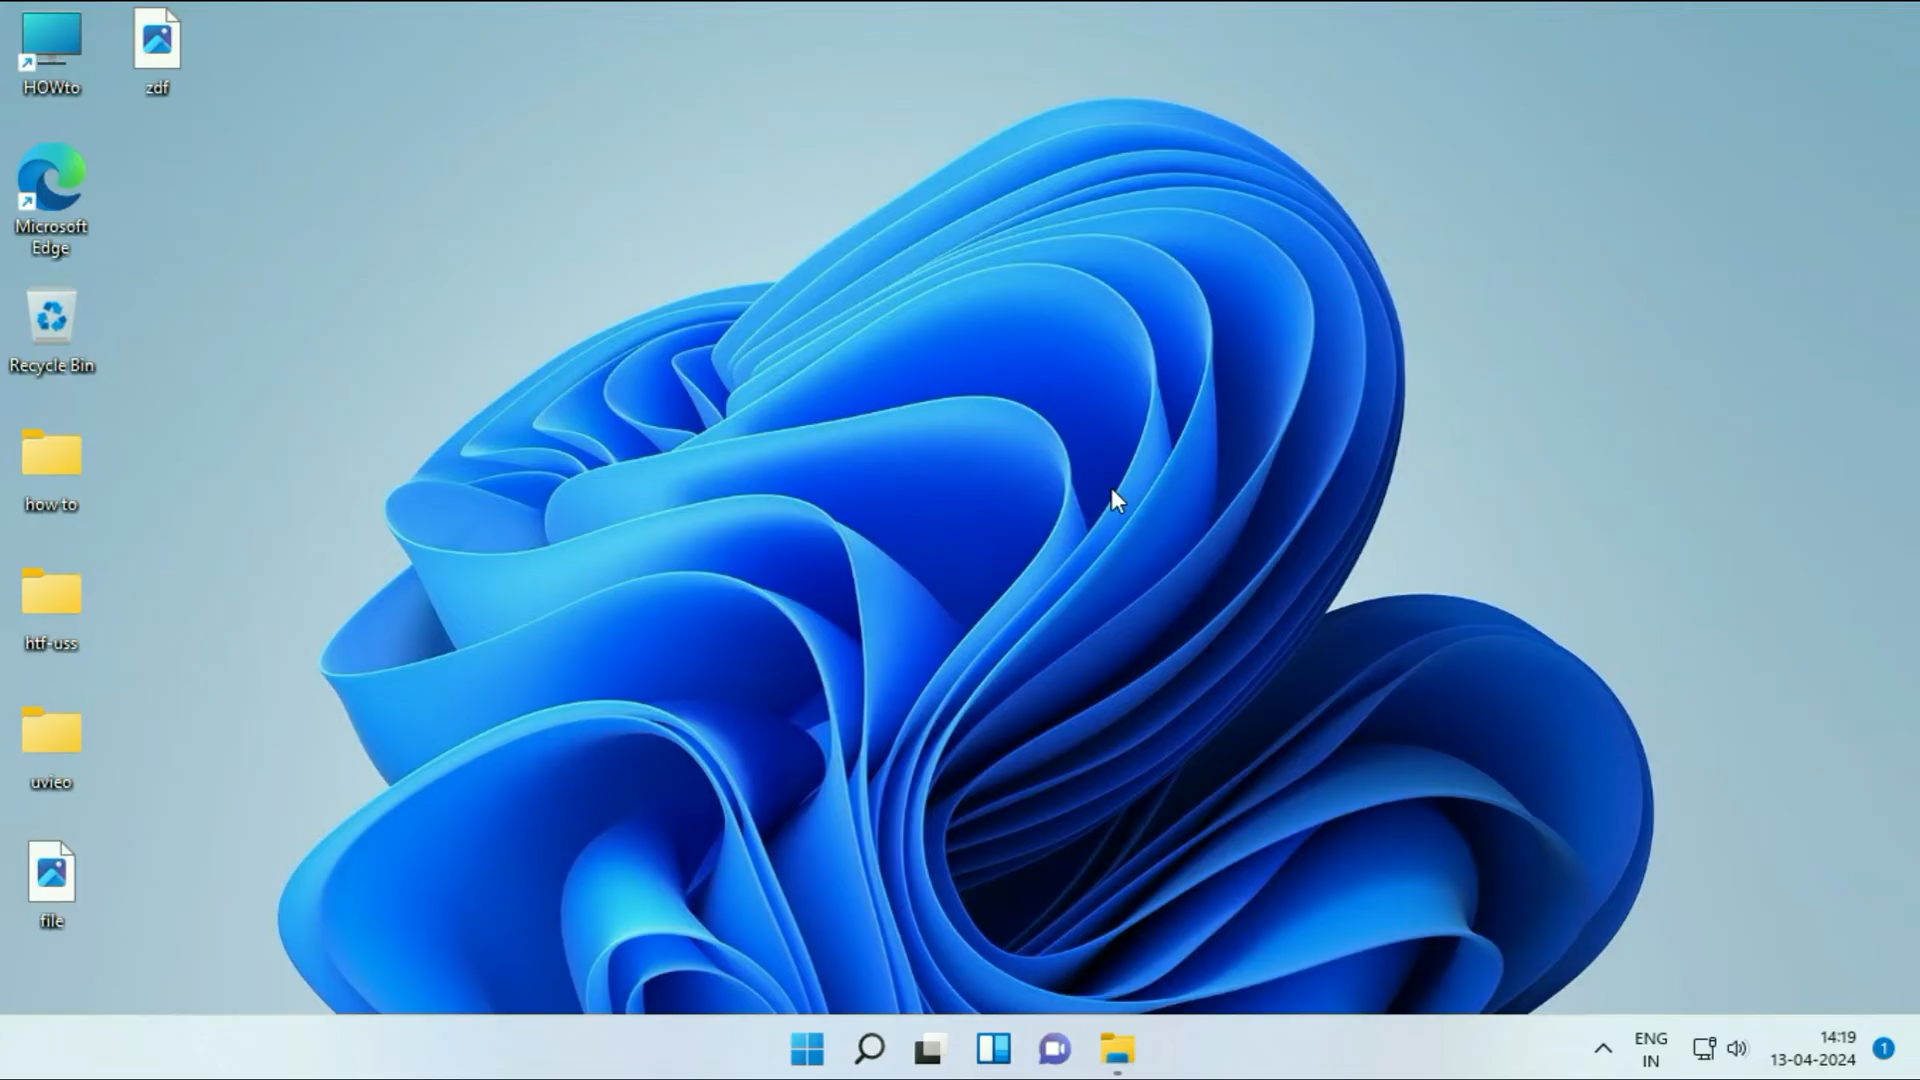 HOWto
zdf
Microsoft
Edge
Recycle Bin
how to
htf-uss
uvieo
file
ENG
IN
14:19
13-04-2024
1